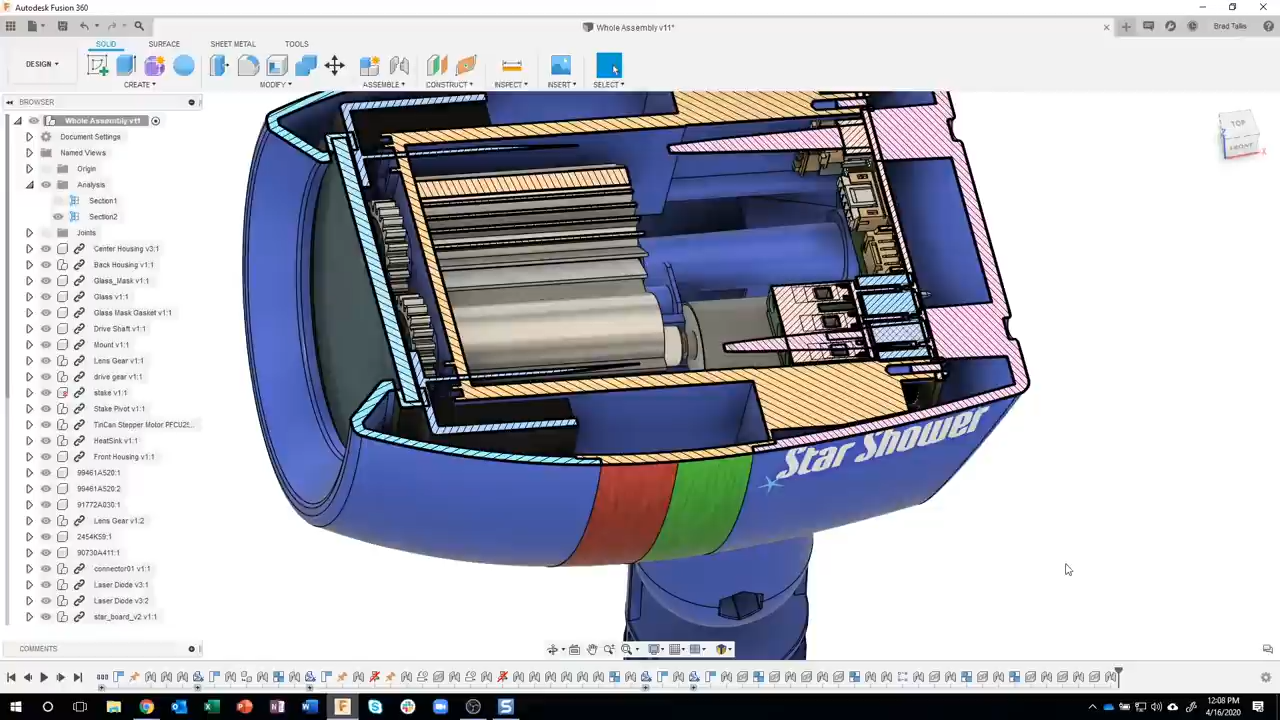 Autodesk Fusion 360
Whole Assembly v11*
Brad Tallis
SOLID
SURFACE
SHEET METAL
TOOLS
DESIGN
CREATE
MODIFY
ASSEMBLE
CONSTRUCT
INSPECT
INSERT
SELECT
BROWSER
Whole Assembly v11
Document Settings
Named Views
Origin
Analysis
Section1
Section2
Joints
Center Housing v3:1
Back Housing v1:1
Glass_Mask v1:1
Glass v1:1
Glass Mask Gasket v1:1
Drive Shaft v1:1
Mount v1:1
Lens Gear v1:1
drive gear v1:1
stake v1:1
Stake Pivot v1:1
TinCan Stepper Motor PFCU25...
HeatSink v1:1
Front Housing v1:1
99461A520:1
99461A520:2
91772A030:1
Lens Gear v1:2
2454K59:1
90730A411:1
connector01 v1:1
Laser Diode v3:1
Laser Diode v3:2
star_board_v2 v1:1
TOP
FRONT
Z
X
Star Shower
COMMENTS
12:08 PM
4/16/2020